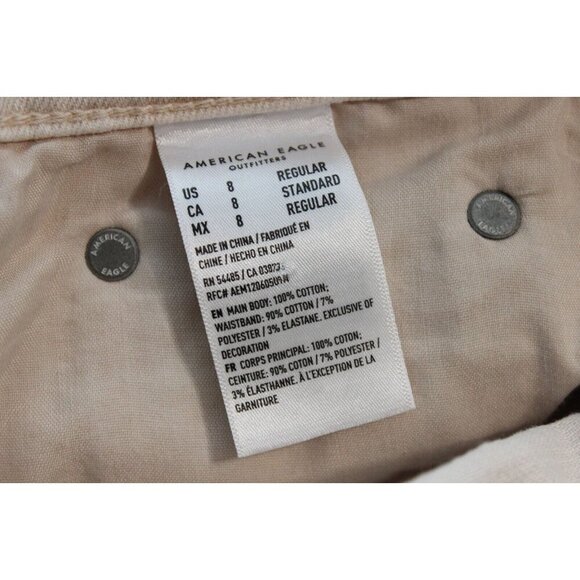 AMERICAN EAGLE
OUTFITTERS
US 8 REGULAR
CA 8 STANDARD
MX 8 REGULAR
MADE IN CHINA / FABRIQUÉ EN
CHINE / HECHO EN CHINA
RN 54485 / CA
RFC#
EN MAIN BODY: 100% COTTON;
WAISTBAND: 90% COTTON / 7%
POLYESTER / 3% ELASTANE. EXCLUSIVE OF
DECORATION
FR CORPS PRINCIPAL: 100% COTON;
CEINTURE: 90% COTON / 7% POLYESTER /
3% ÉLASTHANNE. À L'EXCEPTION DE LA
GARNITURE
AMERICAN
EAGLE
AMERICAN
EAGLE